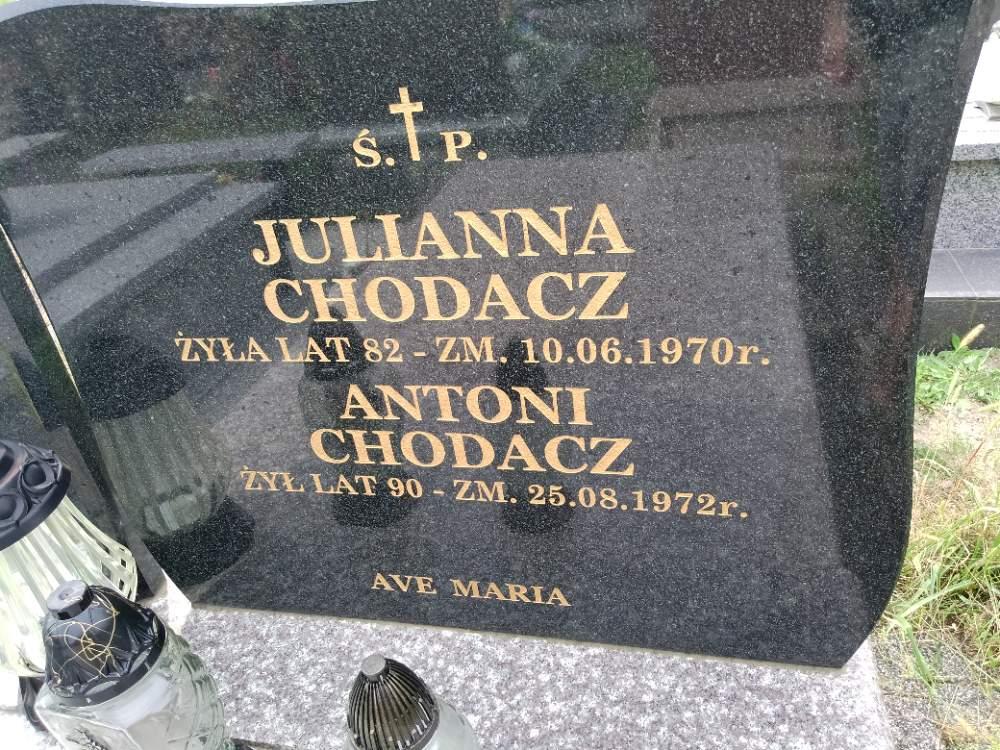 Ś. P.
JULIANNA
CHODACZ
ŻYŁA LAT 82 - ZM. 10.06.1970r.
ANTONI
CHODACZ
ŻYŁ LAT 90 - ZM. 25.08.1972r.
AVE MARIA